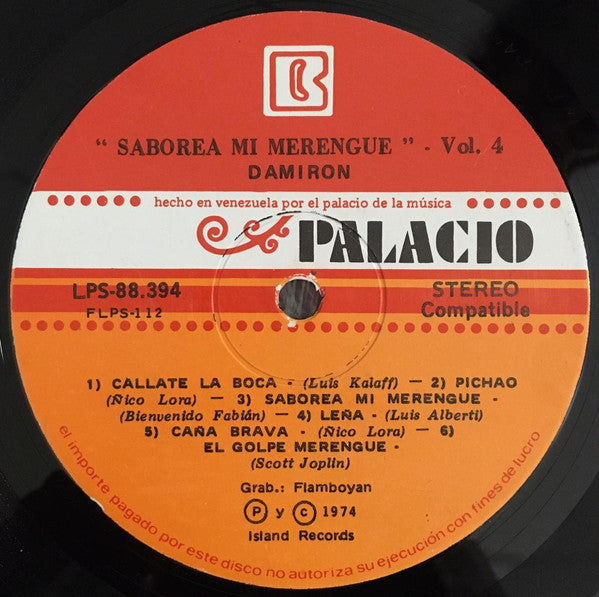 B
" SABOREA MI MERENGUE " - Vol. 4
DAMIRON
hecho en venezuela por el palacio de la música
PALACIO
LPS-88.394
FLPS-112
STEREO
Compatible
1) CALLATE LA BOCA - (Luis Kalaff) — 2) PICHAO
(Ñico Lora) — 3) SABOREA MI MERENGUE -
(Bienvenido Fabián) — 4) LEÑA - (Luis Alberti)
5) CAÑA BRAVA - (Ñico Lora) — 6)
EL GOLPE MERENGUE -
(Scott Joplin)
Grab.: Flamboyan
P y C 1974
Island Records
el importe pagado por este disco no autoriza su ejecución con fines de lucro